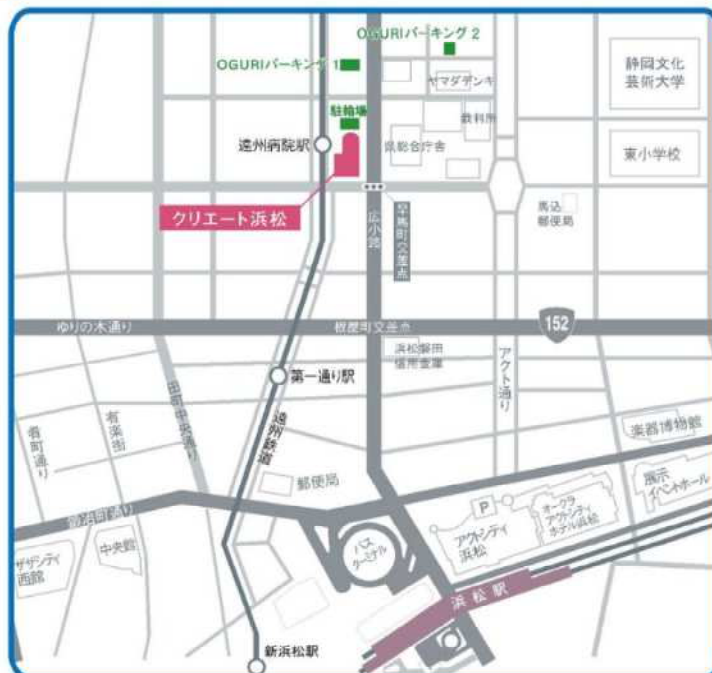 OGURIパーキング 2
OGURIパーキング 1
静岡文化
芸術大学
ヤマダデンキ
駐輪場
裁判所
遠州病院駅
県総合庁舎
東小学校
クリエート浜松
馬込
郵便局
広小路
早馬町交差点
152
ゆりの木通り
浜松磐田
信用金庫
アクト通り
第一通り駅
田町中央通り
有楽街
肴町通り
遠州鉄道
楽器博物館
郵便局
展示
イベントホール
鍛冶町通り
P
オークラ
アクトシティ
ホテル浜松
アクトシティ
浜松
バス
ターミナル
中央館
ザザシティ
西館
浜松駅
新浜松駅